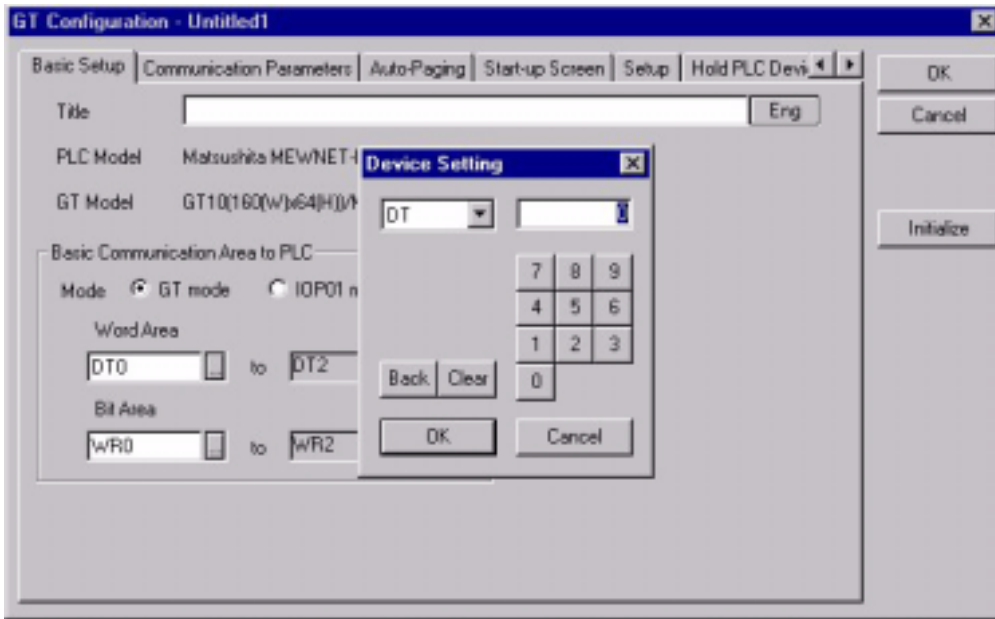 GT Configuration - Untitled1
Basic Setup Communication Parameters Auto-Paging Start-up Screen Setup Hold PLC Devi
OK
Cancel
Initialize
Title Eng
PLC Model Matsushita MEWNET-
GT Model GT10(160(W)x64(H))/
Basic Communication Area to PLC
Mode GT mode IOP01
Word Area
DT0 ... to DT2
Bit Area
WR0 ... to WR2
Device Setting
DT 0
7 8 9
4 5 6
1 2 3
Back Clear 0
OK Cancel